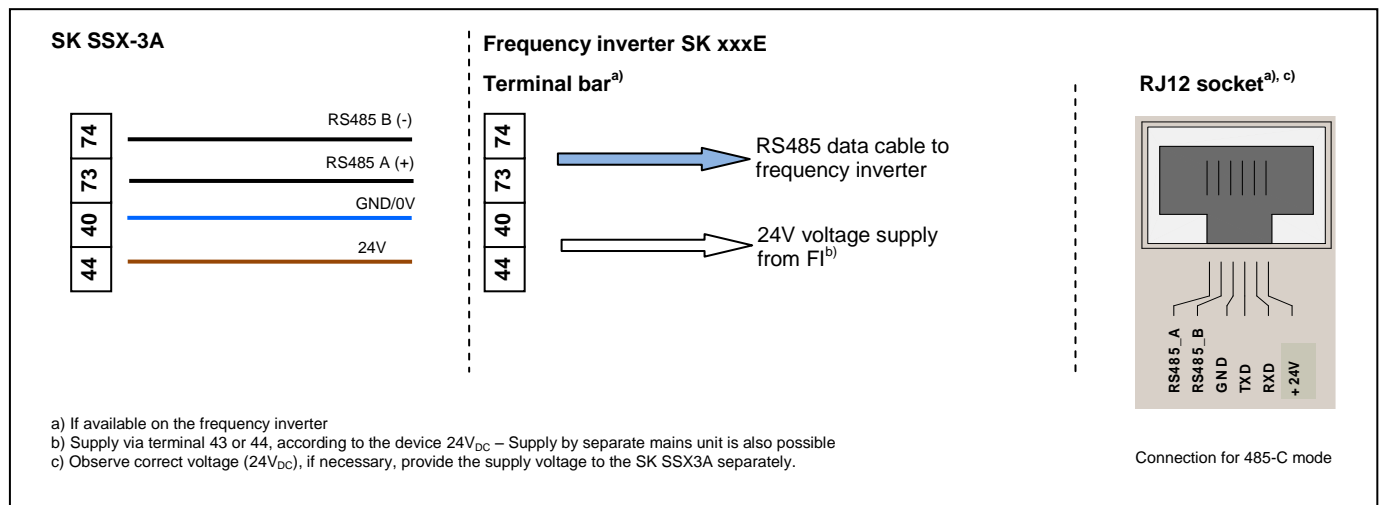 SK SSX-3A
74
73
40
44
RS485 B (-)
RS485 A (+)
GND/0V
24V
Frequency inverter SK xxxE
Terminal bar a)
74
73
40
44
RS485 data cable to
frequency inverter
24V voltage supply
from FI b)
RJ12 socket a), c)
RS485_A
RS485_B
GND
TXD
RXD
+24V
Connection for 485-C mode
a) If available on the frequency inverter
b) Supply via terminal 43 or 44, according to the device 24VDC – Supply by separate mains unit is also possible
c) Observe correct voltage (24VDC), if necessary, provide the supply voltage to the SK SSX3A separately.